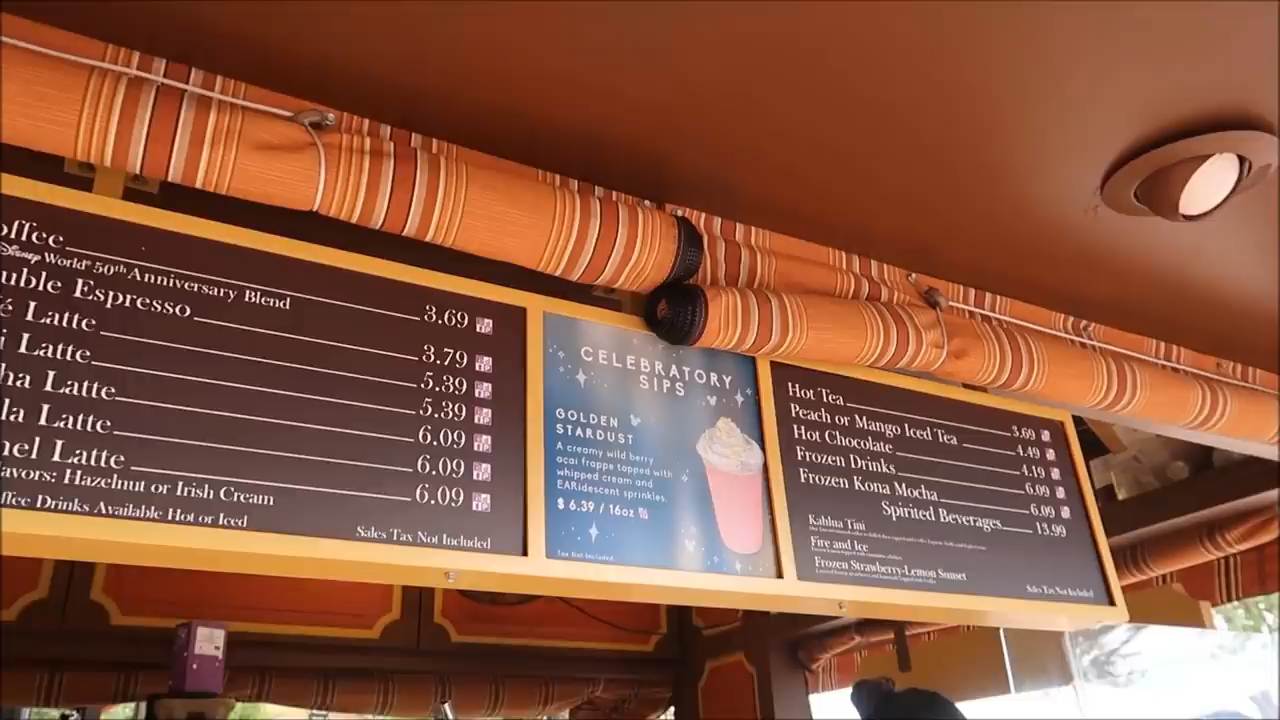 offee 3.69
Disney World® 50th Anniversary Blend
uble Espresso 3.79
é Latte 5.39
i Latte 5.39
ha Latte 6.09
la Latte 6.09
nel Latte 6.09
lavors: Hazelnut or Irish Cream
ffee Drinks Available Hot or Iced
Sales Tax Not Included
CELEBRATORY
SIPS
GOLDEN
STARDUST
A creamy wild berry
acai frappe topped with
whipped cream and
EARidescent sprinkles.
$ 6.39 / 16oz
Tax Not Included
Hot Tea 3.69
Peach or Mango Iced Tea 4.49
Hot Chocolate 4.19
Frozen Drinks 6.09
Frozen Kona Mocha 6.09
Spirited Beverages 13.99
Kahlua Tini
Fire and Ice
Frozen Strawberry-Lemon Sunset
Sales Tax Not Included